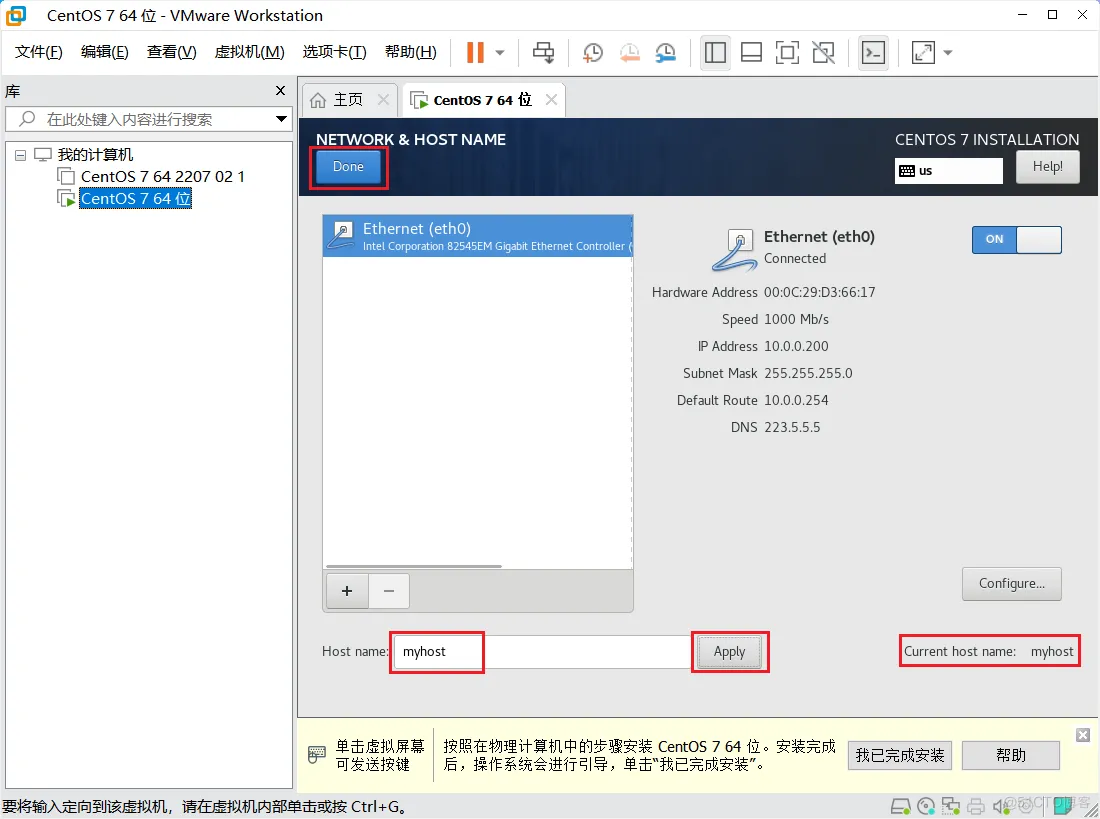 CentOS 7 64 位 - VMware Workstation
文件(F) 编辑(E) 查看(V) 虚拟机(M) 选项卡(T) 帮助(H)
库
在此处键入内容进行搜索
我的计算机
CentOS 7 64 2207 02 1
CentOS 7 64 位
主页
CentOS 7 64 位
NETWORK & HOST NAME
Done
CENTOS 7 INSTALLATION
us
Help!
Ethernet (eth0)
Intel Corporation 82545EM Gigabit Ethernet Controller (
Ethernet (eth0)
Connected
ON
Hardware Address 00:0C:29:D3:66:17
Speed 1000 Mb/s
IP Address 10.0.0.200
Subnet Mask 255.255.255.0
Default Route 10.0.0.254
DNS 223.5.5.5
+ −
Configure...
Host name: myhost
Apply
Current host name: myhost
单击虚拟屏幕
可发送按键
按照在物理计算机中的步骤安装 CentOS 7 64 位。安装完成
后，操作系统会进行引导，单击“我已完成安装”。
我已完成安装
帮助
要将输入定向到该虚拟机，请在虚拟机内部单击或按 Ctrl+G。
@51CTO博客